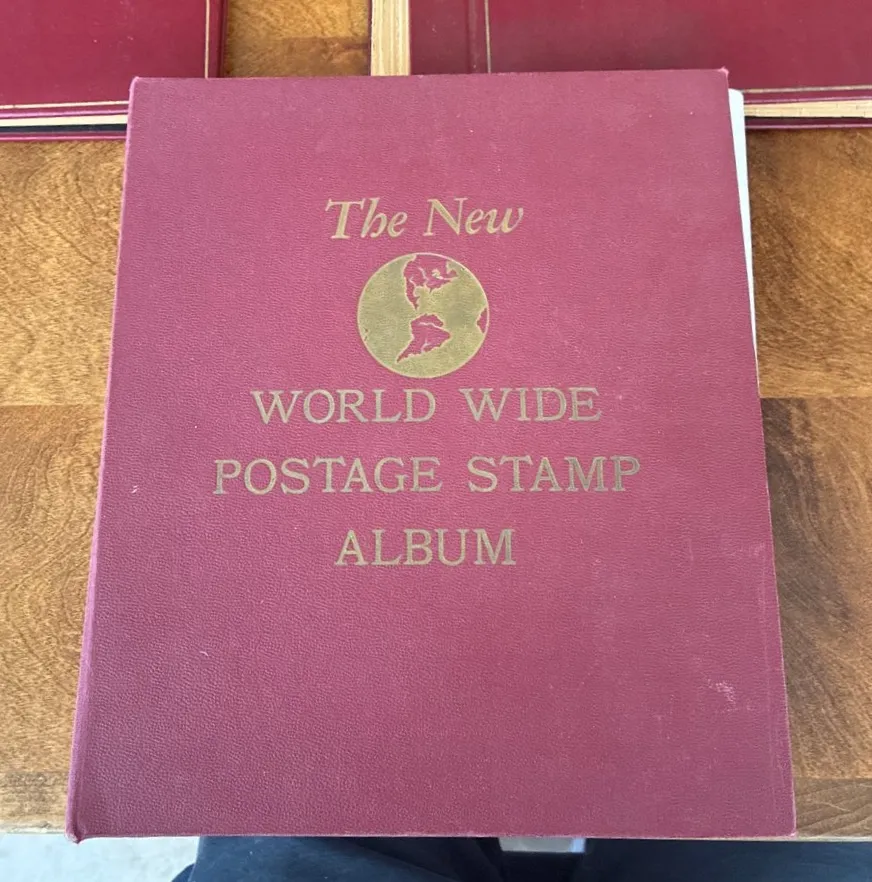 The New
WORLD WIDE
POSTAGE STAMP
ALBUM